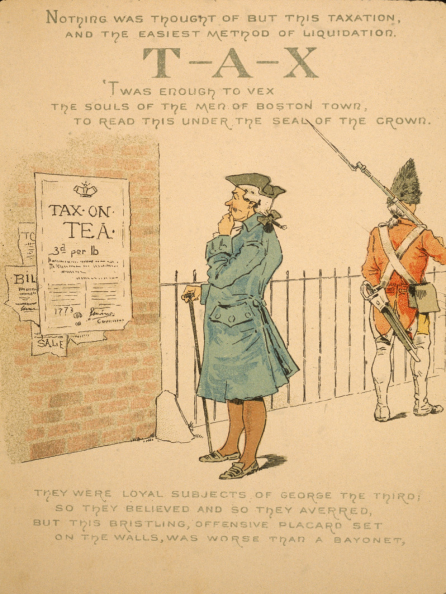 NOTHING WAS THOUGHT OF BUT THIS TAXATION,
AND THE EASIEST METHOD OF LIQUIDATION.
T-A-X
'TWAS ENOUGH TO VEX
THE SOULS OF THE MEN OF BOSTON TOWN,
TO READ THIS UNDER THE SEAL OF THE CROWN.
TAX·ON·
TEA·
3d per lb
1773
TO
BIL
SALE
THEY WERE LOYAL SUBJECTS OF GEORGE THE THIRD;
SO THEY BELIEVED AND SO THEY AVERRED,
BUT THIS BRISTLING, OFFENSIVE PLACARD SET
ON THE WALLS, WAS WORSE THAN A BAYONET,